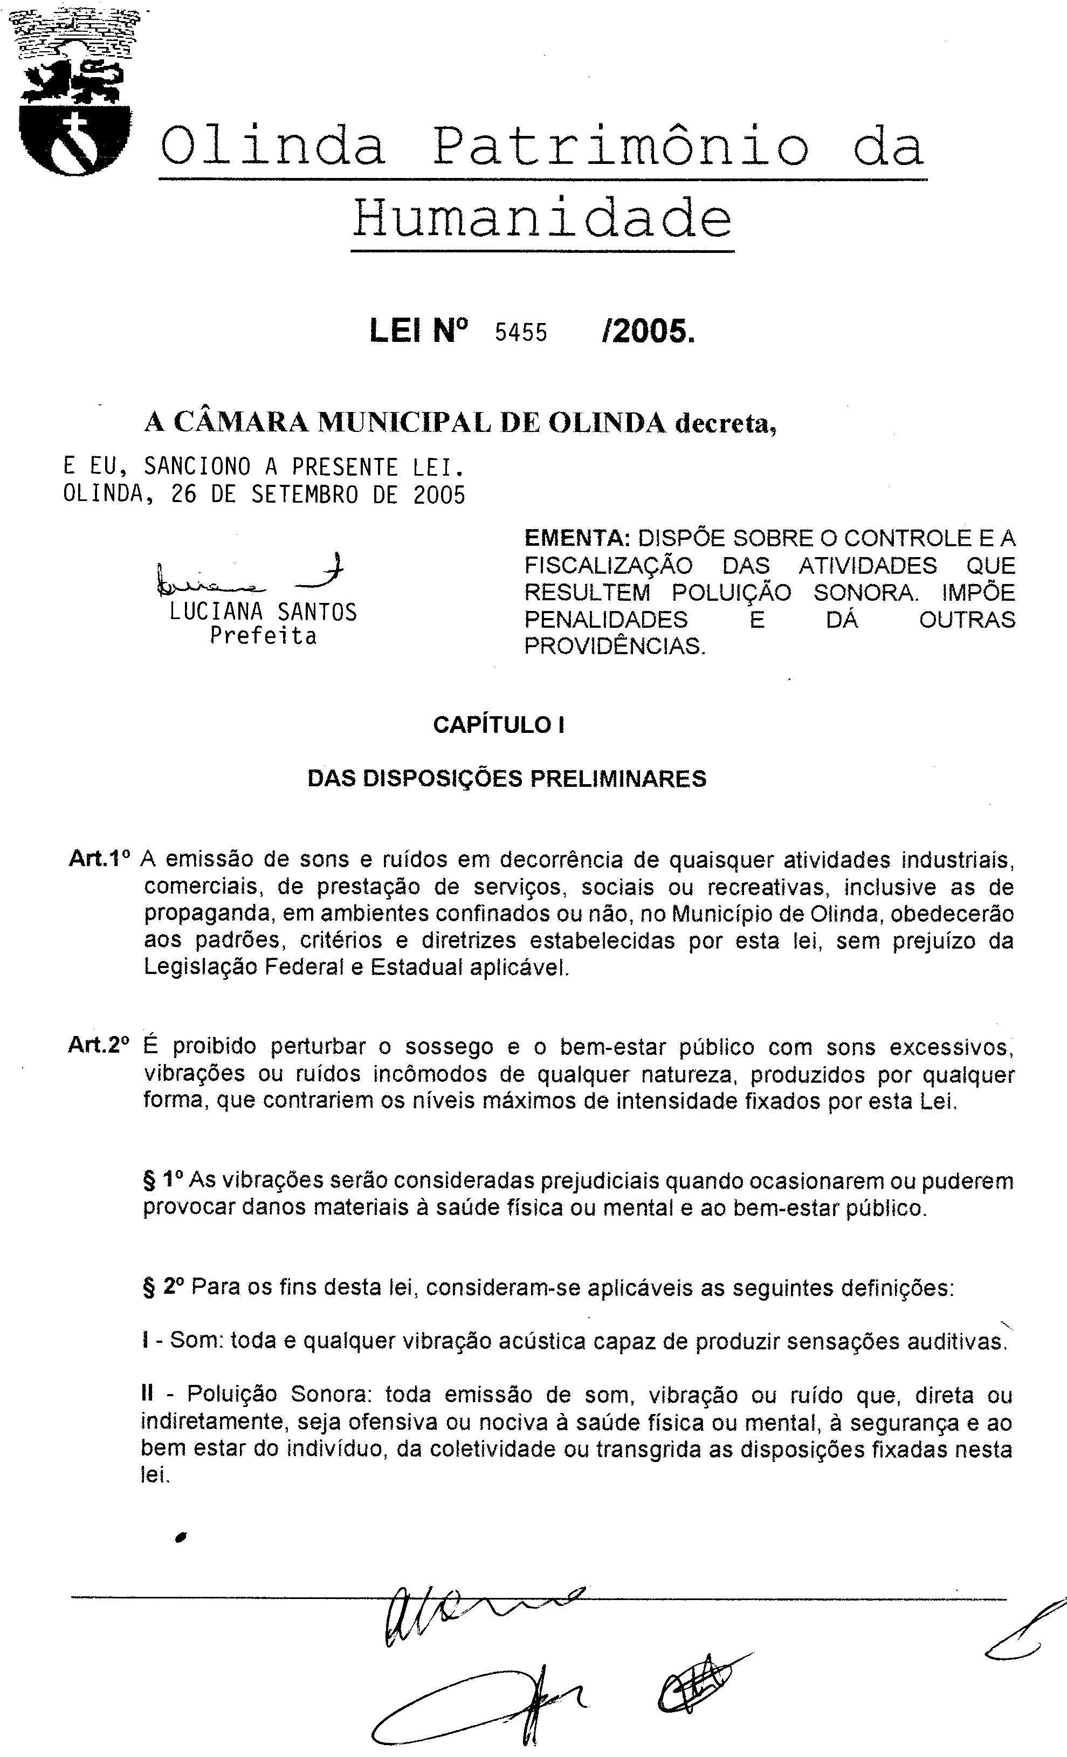 Olinda Patrimônio da
Humanidade
LEI Nº 5455 /2005.
A CÂMARA MUNICIPAL DE OLINDA decreta,
E EU, SANCIONO A PRESENTE LEI.
OLINDA, 26 DE SETEMBRO DE 2005
LUCIANA SANTOS
Prefeita
EMENTA: DISPÕE SOBRE O CONTROLE E A
FISCALIZAÇÃO DAS ATIVIDADES QUE
RESULTEM POLUIÇÃO SONORA. IMPÕE
PENALIDADES E DÁ OUTRAS
PROVIDÊNCIAS.
CAPÍTULO I
DAS DISPOSIÇÕES PRELIMINARES
Art.1º A emissão de sons e ruídos em decorrência de quaisquer atividades industriais,
comerciais, de prestação de serviços, sociais ou recreativas, inclusive as de
propaganda, em ambientes confinados ou não, no Município de Olinda, obedecerão
aos padrões, critérios e diretrizes estabelecidas por esta lei, sem prejuízo da
Legislação Federal e Estadual aplicável.
Art.2º É proibido perturbar o sossego e o bem-estar público com sons excessivos,
vibrações ou ruídos incômodos de qualquer natureza, produzidos por qualquer
forma, que contrariem os níveis máximos de intensidade fixados por esta Lei.
§ 1º As vibrações serão consideradas prejudiciais quando ocasionarem ou puderem
provocar danos materiais à saúde física ou mental e ao bem-estar público.
§ 2º Para os fins desta lei, consideram-se aplicáveis as seguintes definições:
I - Som: toda e qualquer vibração acústica capaz de produzir sensações auditivas.
II - Poluição Sonora: toda emissão de som, vibração ou ruído que, direta ou
indiretamente, seja ofensiva ou nociva à saúde física ou mental, à segurança e ao
bem estar do indivíduo, da coletividade ou transgrida as disposições fixadas nesta
lei.